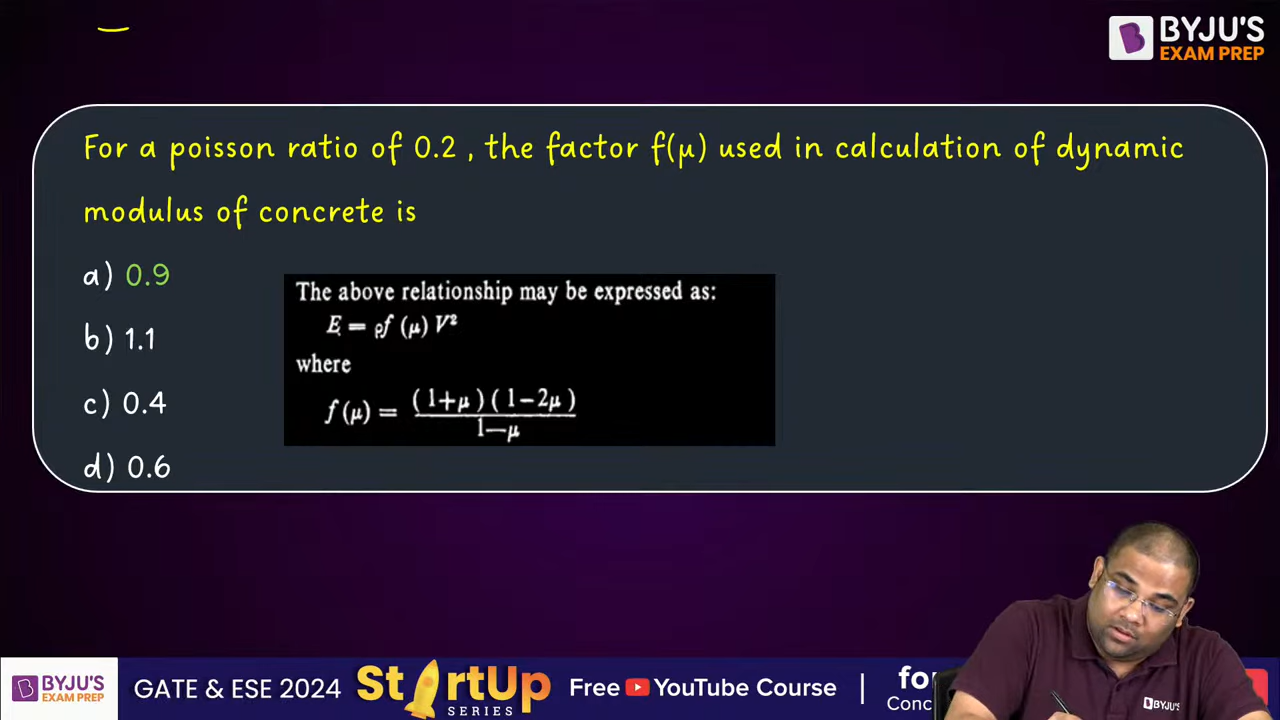 BYJU'S
EXAM PREP
For a poisson ratio of 0.2 , the factor f(μ) used in calculation of dynamic
modulus of concrete is
a) 0.9
b) 1.1
c) 0.4
d) 0.6
The above relationship may be expressed as:
E = ρf (μ) V²
where
f (μ) = (1+μ) (1−2μ) / 1—μ
BYJU'S
BYJU'S
EXAM PREP
GATE & ESE 2024
StartUp
SERIES
Free YouTube Course
|